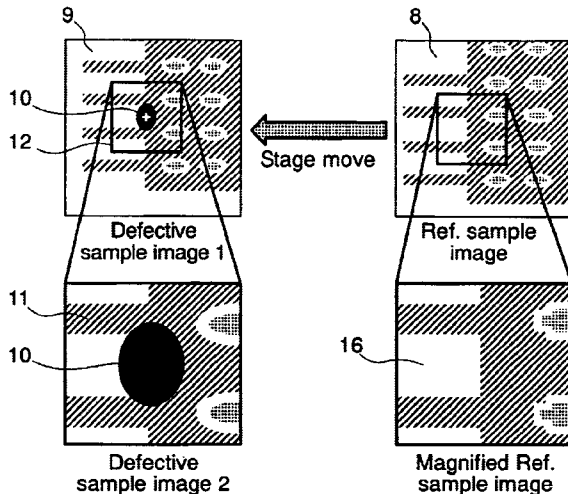 9
8
10
12
Stage move
Defective
sample image 1
Ref. sample
image
11
10
16
Defective
sample image 2
Magnified Ref.
sample image